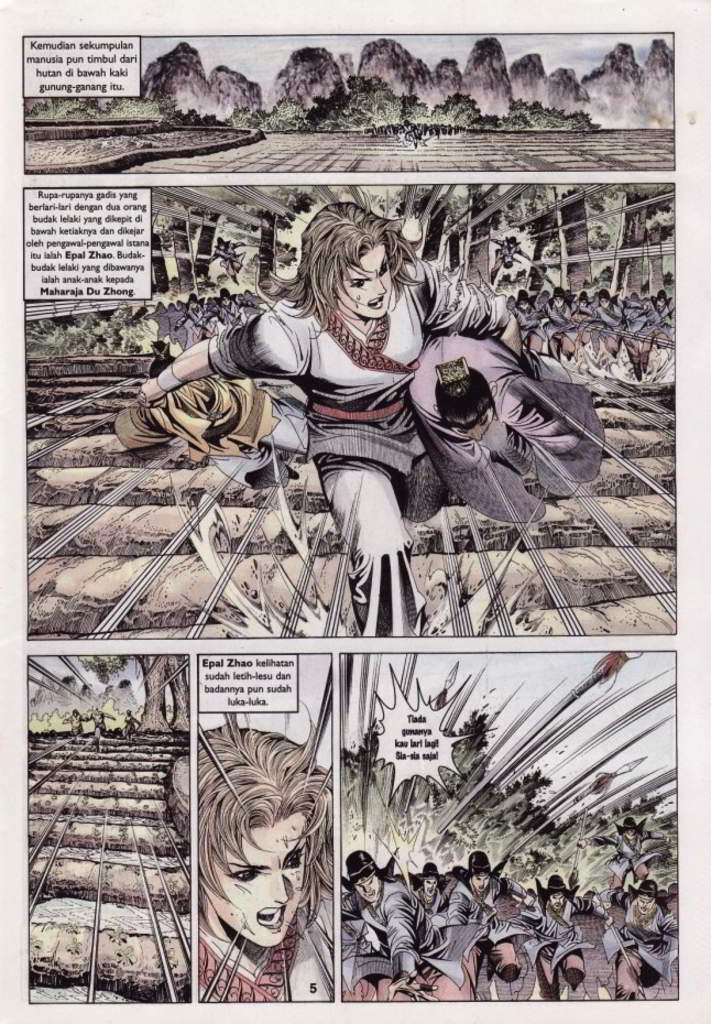 Kemudian sekumpulan
manusia pun timbul dari
hutan di bawah kaki
gunung-ganang itu.
Rupa-rupanya gadis yang
berlari-lari dengan dua orang
budak lelaki yang dikepit di
bawah ketiaknya dan dikejar
oleh pengawal-pengawal istana
itu ialah Epal Zhao. Budak-
budak lelaki yang dibawanya
ialah anak-anak kepada
Maharaja Du Zhong.
Epal Zhao kelihatan
sudah letih-lesu dan
badannya pun sudah
luka-luka.
Tiada
gunanya
kau lari lagi!
Sia-sia saja!
5